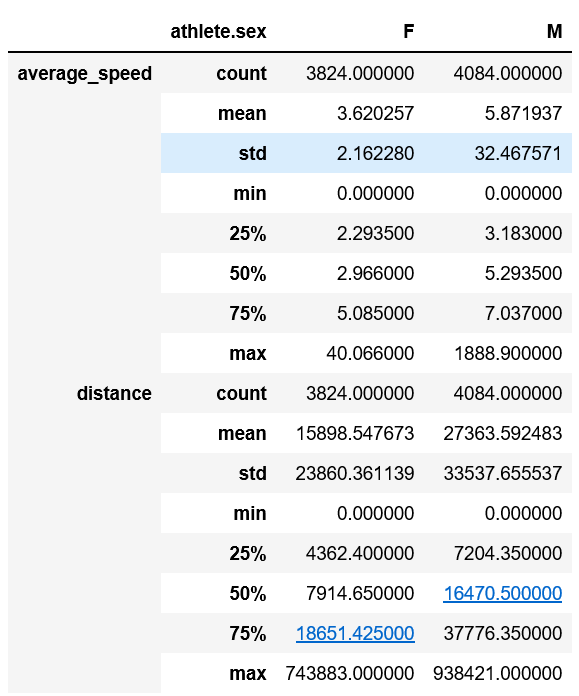 athlete.sex F M
average_speed count 3824.000000 4084.000000
mean 3.620257 5.871937
std 2.162280 32.467571
min 0.000000 0.000000
25% 2.293500 3.183000
50% 2.966000 5.293500
75% 5.085000 7.037000
max 40.066000 1888.900000
distance count 3824.000000 4084.000000
mean 15898.547673 27363.592483
std 23860.361139 33537.655537
min 0.000000 0.000000
25% 4362.400000 7204.350000
50% 7914.650000 16470.500000
75% 18651.425000 37776.350000
max 743883.000000 938421.000000